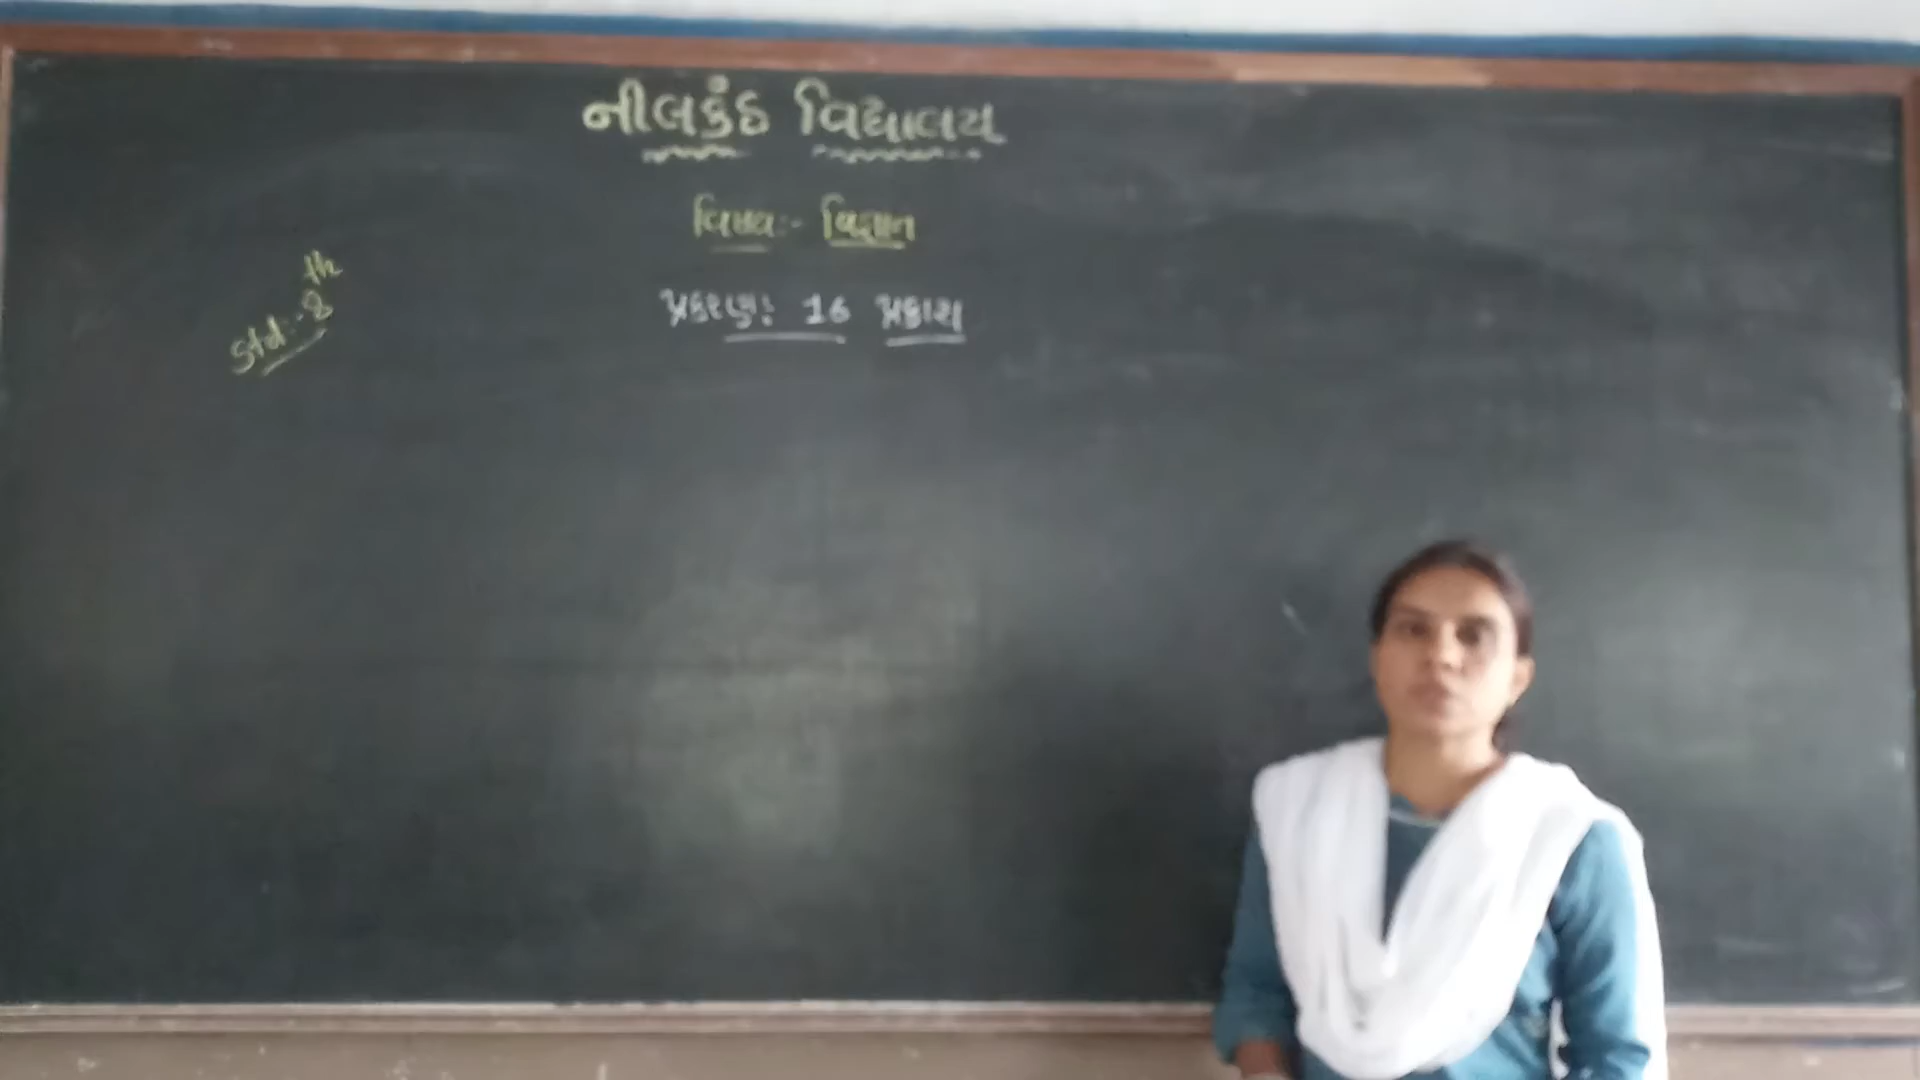 નીલકંઠ વિદ્યાલય
વિષય:- વિજ્ઞાન
Std:- 8th
પ્રકરણ: 16 પ્રકાશ